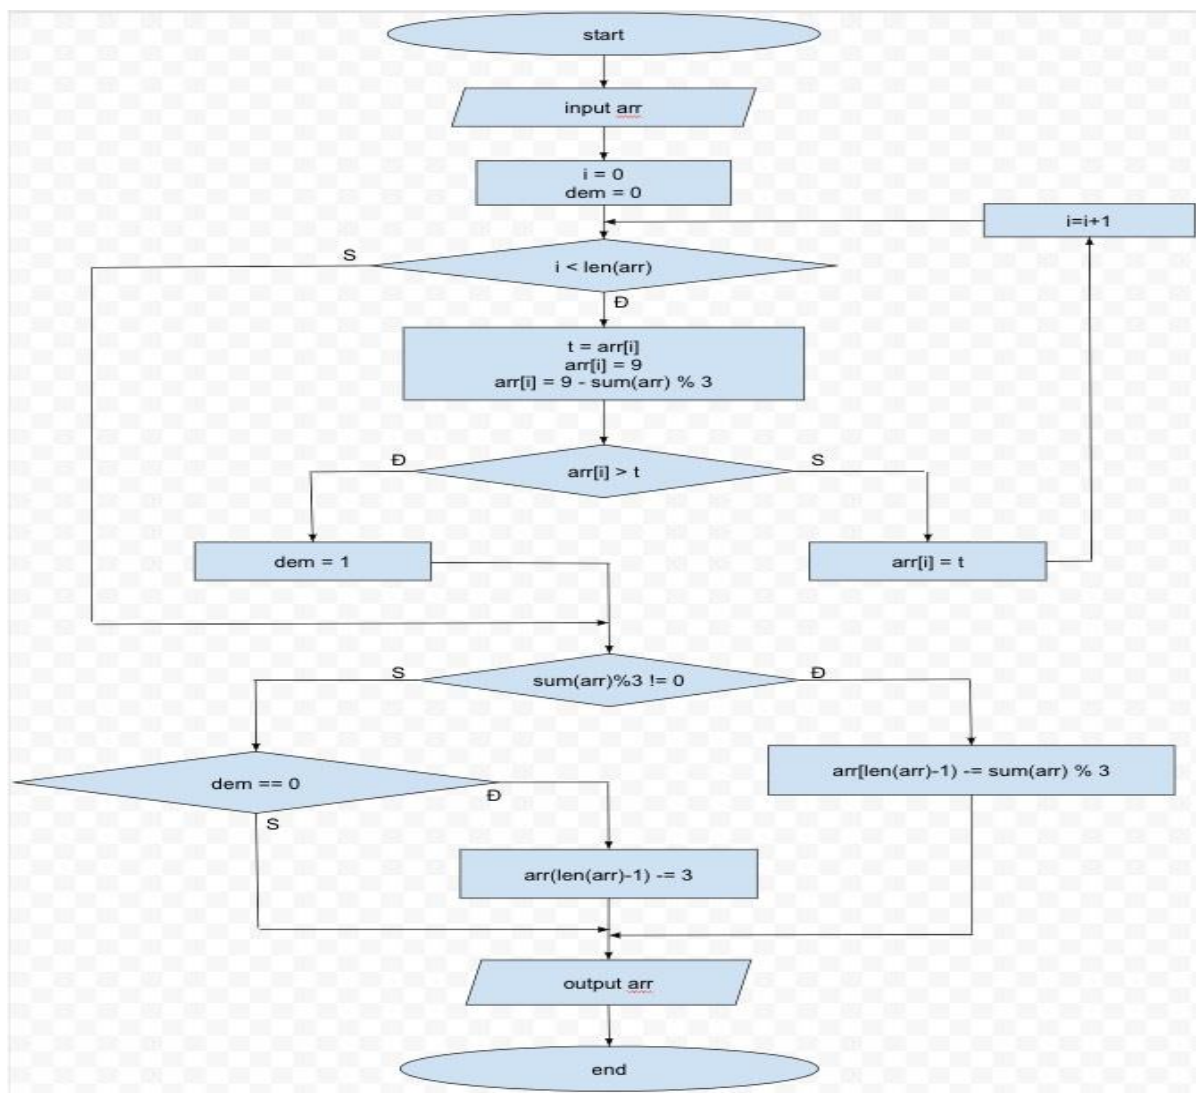 start
input arr
i = 0
dem = 0
i=i+1
S
i < len(arr)
Đ
t = arr[i]
arr[i] = 9
arr[i] = 9 - sum(arr) % 3
Đ
arr[i] > t
S
dem = 1
arr[i] = t
S
sum(arr)%3 != 0
Đ
dem == 0
Đ
S
arr[len(arr)-1) -= sum(arr) % 3
arr(len(arr)-1) -= 3
output arr
end